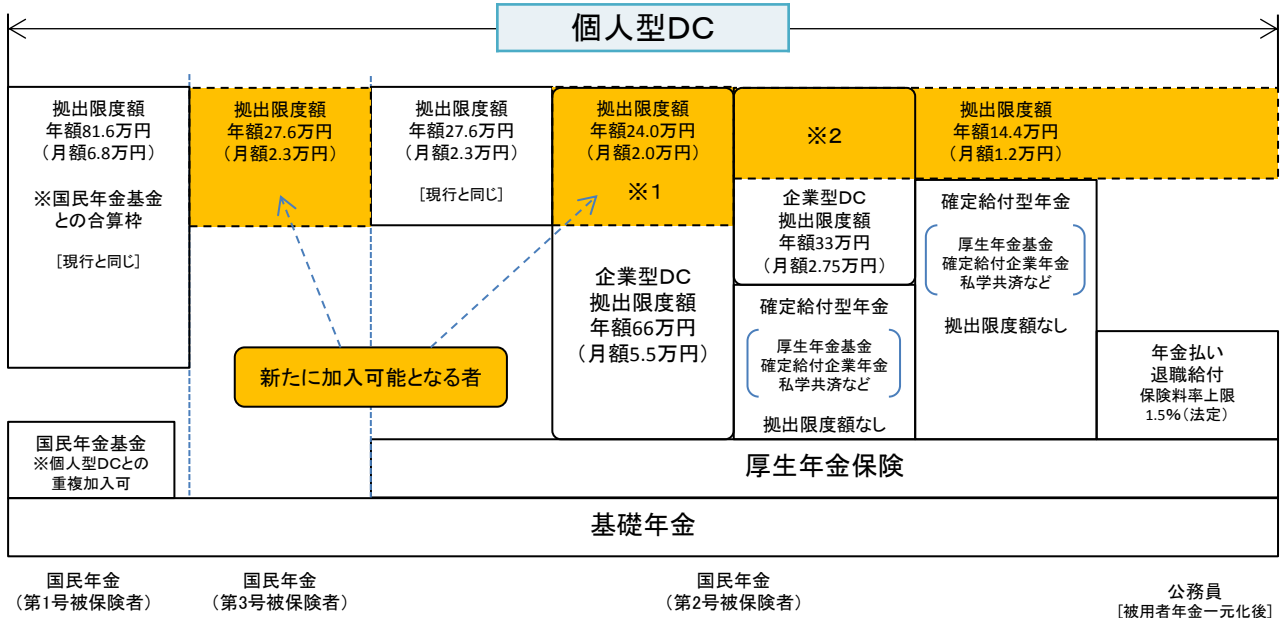 個人型DC
拠出限度額
年額81.6万円
（月額6.8万円）
※国民年金基金
との合算枠
［現行と同じ］
拠出限度額
年額27.6万円
（月額2.3万円）
拠出限度額
年額27.6万円
（月額2.3万円）
［現行と同じ］
拠出限度額
年額24.0万円
（月額2.0万円）
※1
企業型DC
拠出限度額
年額66万円
（月額5.5万円）
※2
企業型DC
拠出限度額
年額33万円
（月額2.75万円）
確定給付型年金
厚生年金基金
確定給付企業年金
私学共済など
拠出限度額なし
拠出限度額
年額14.4万円
（月額1.2万円）
確定給付型年金
厚生年金基金
確定給付企業年金
私学共済など
拠出限度額なし
年金払い
退職給付
保険料率上限
1.5%（法定）
新たに加入可能となる者
国民年金基金
※個人型DCとの
重複加入可
厚生年金保険
基礎年金
国民年金
（第1号被保険者）
国民年金
（第3号被保険者）
国民年金
（第2号被保険者）
公務員
［被用者年金一元化後］